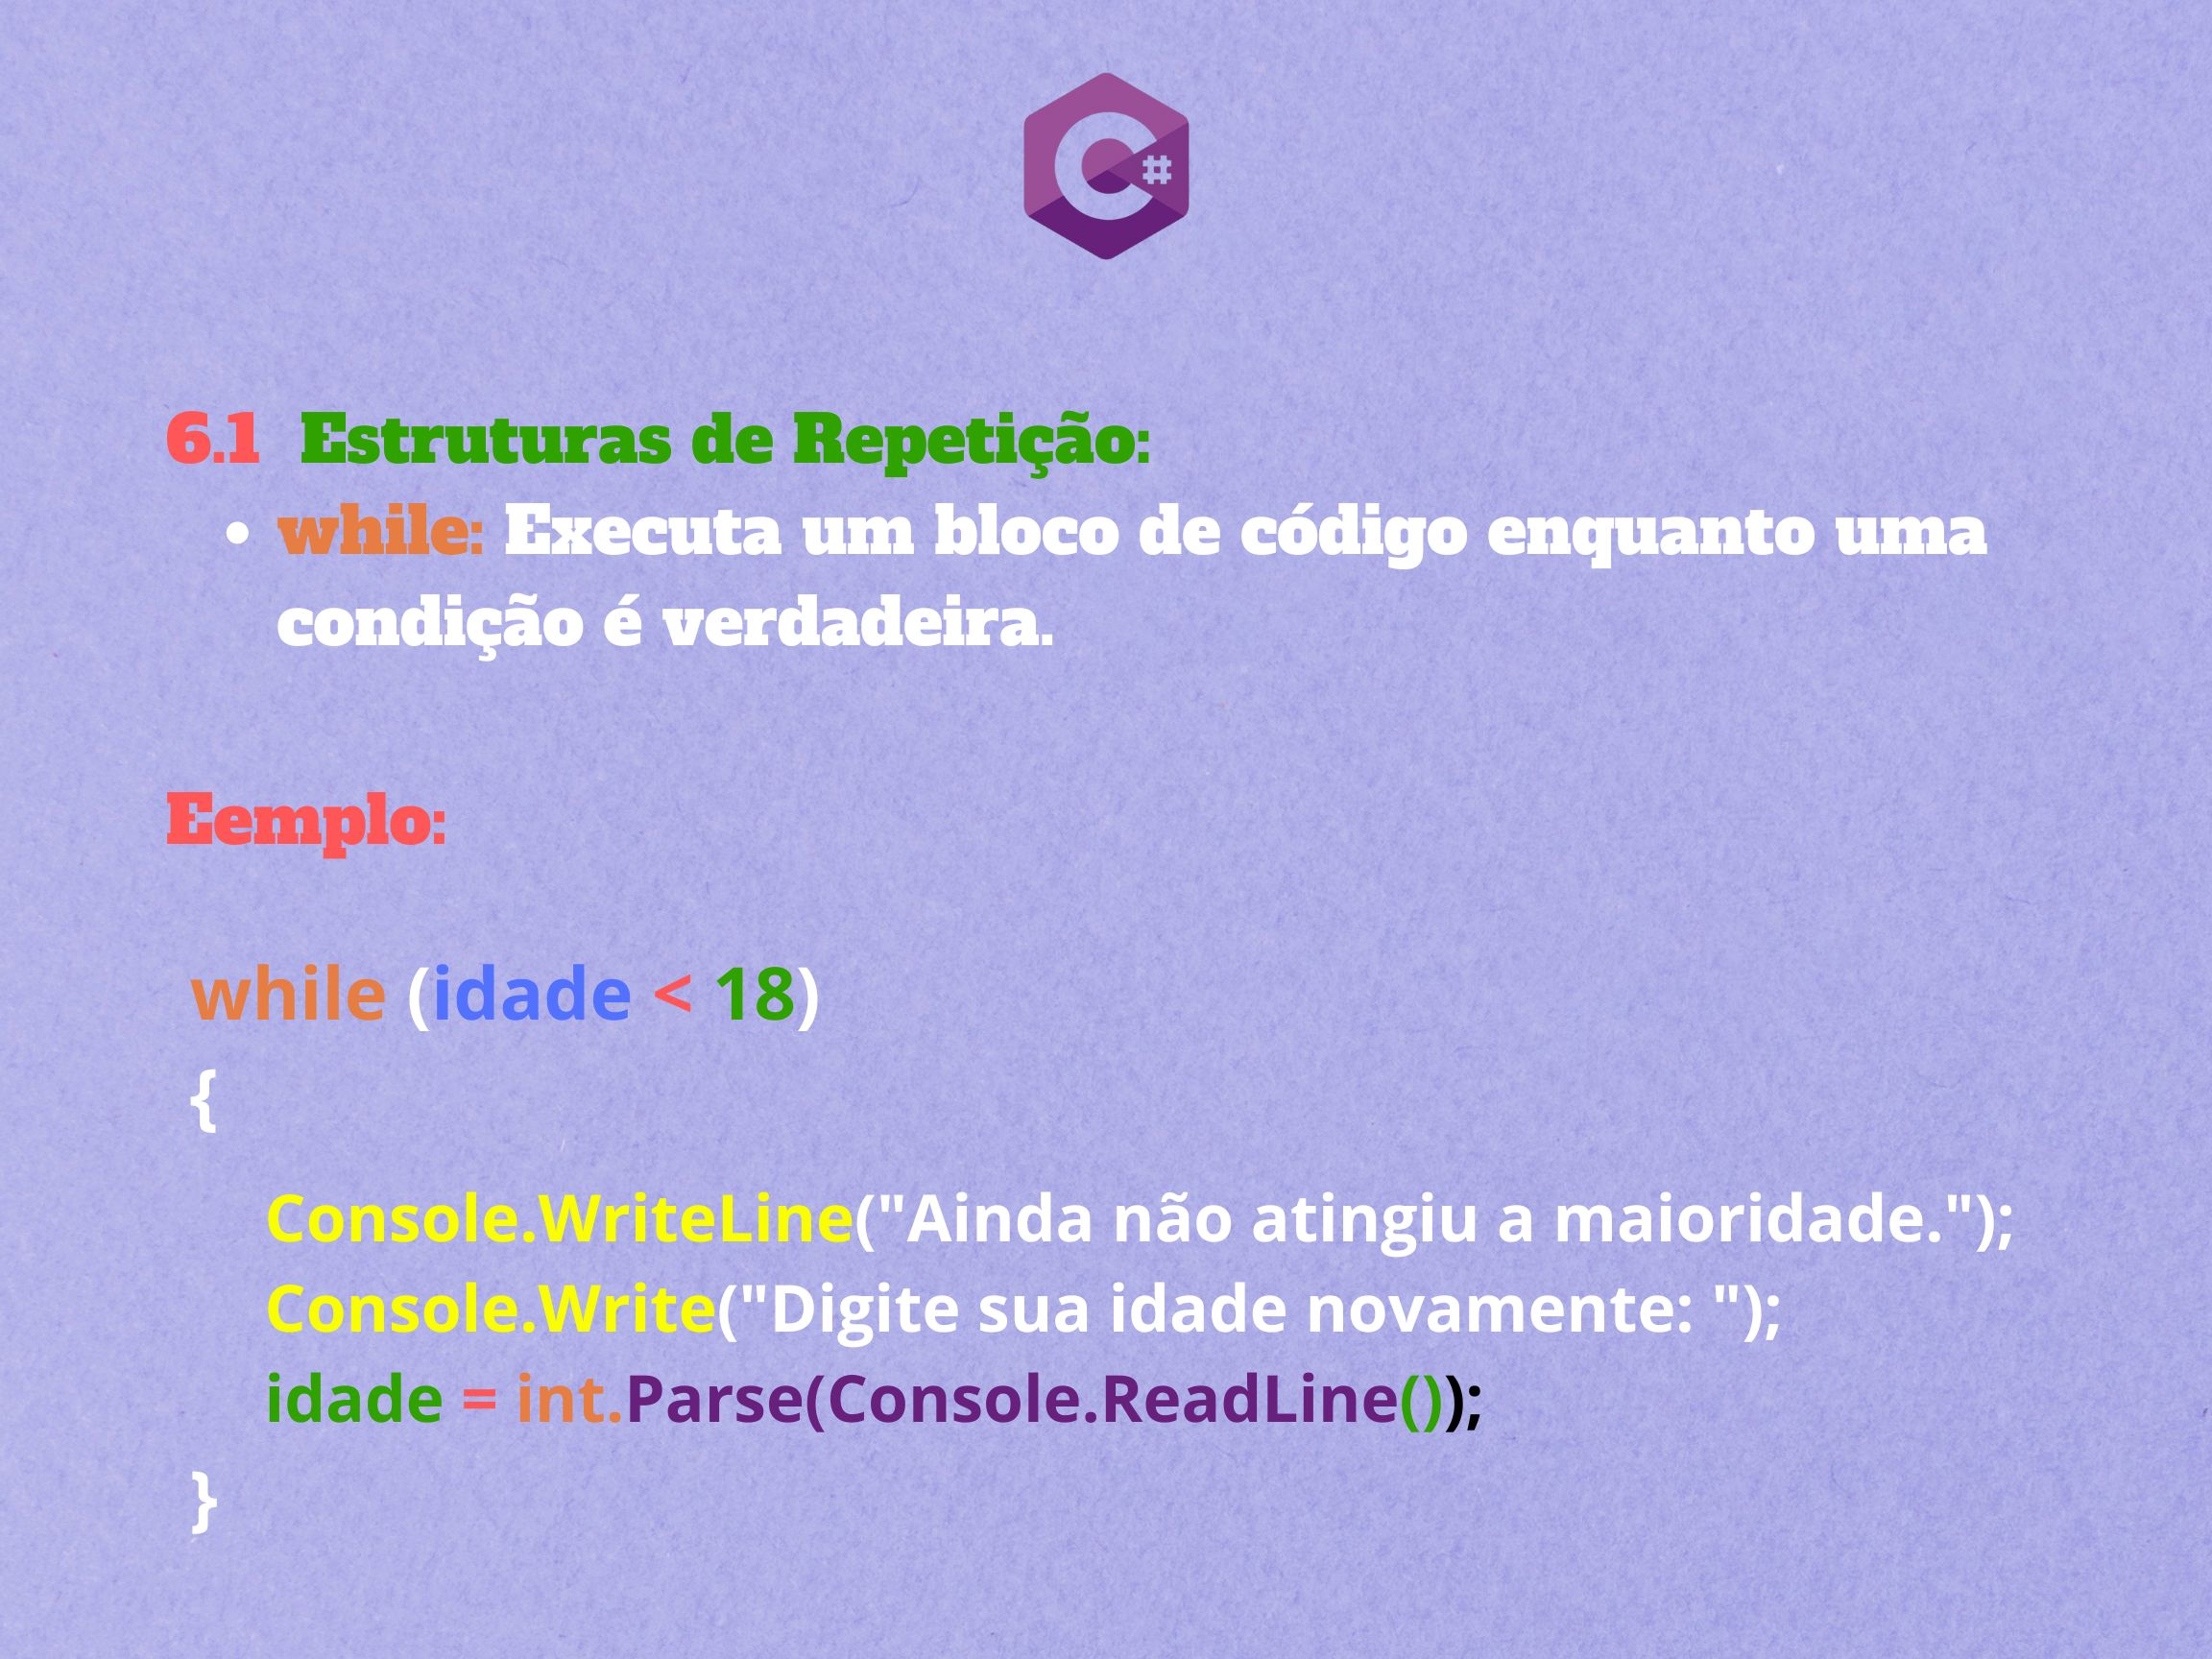 C#
6.1 Estruturas de Repetição:
• while: Executa um bloco de código enquanto uma
condição é verdadeira.
Eemplo:
while (idade < 18)
{
Console.WriteLine("Ainda não atingiu a maioridade.");
Console.Write("Digite sua idade novamente: ");
idade = int.Parse(Console.ReadLine());
}